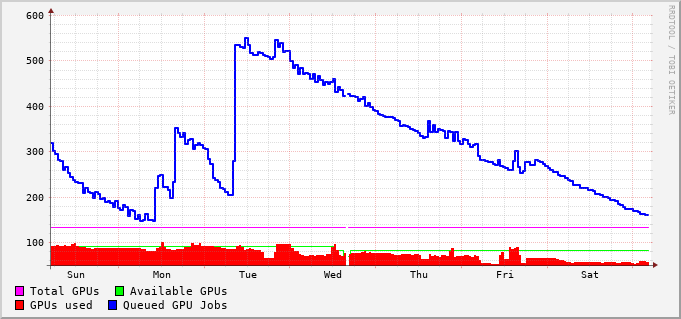 600
500
400
300
200
100
Sun Mon Tue Wed Thu Fri Sat
Total GPUs Available GPUs
GPUs used Queued GPU Jobs
RRDTOOL / TOBI OETIKER